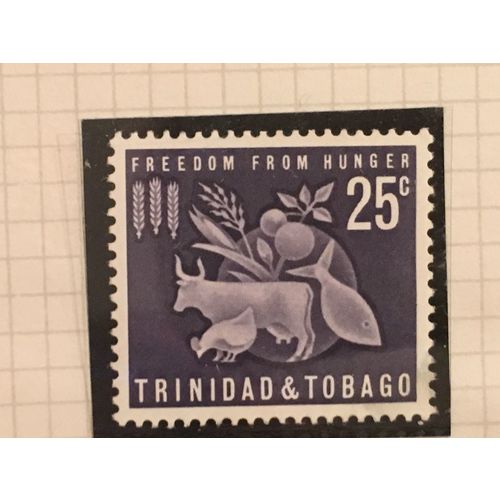 FREEDOM FROM HUNGER
25c
TRINIDAD & TOBAGO